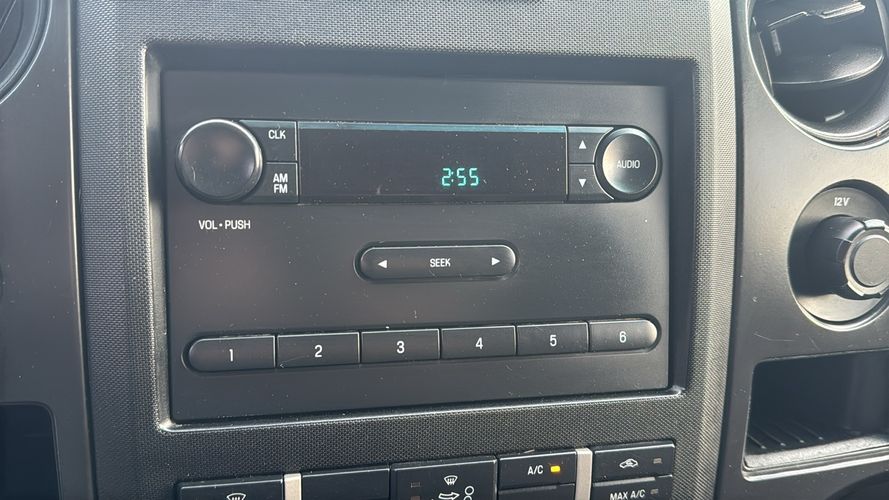 CLK
AM
FM
2:55
AUDIO
12V
VOL•PUSH
SEEK
1 2 3 4 5 6
A/C
MAX A/C